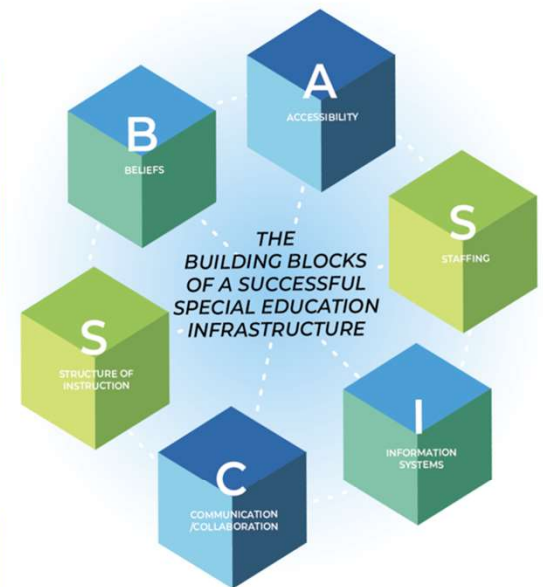 B
BELIEFS
A
ACCESSIBILITY
S
STAFFING
I
INFORMATION
SYSTEMS
C
COMMUNICATION
/COLLABORATION
S
STRUCTURE OF
INSTRUCTION
THE
BUILDING BLOCKS
OF A SUCCESSFUL
SPECIAL EDUCATION
INFRASTRUCTURE